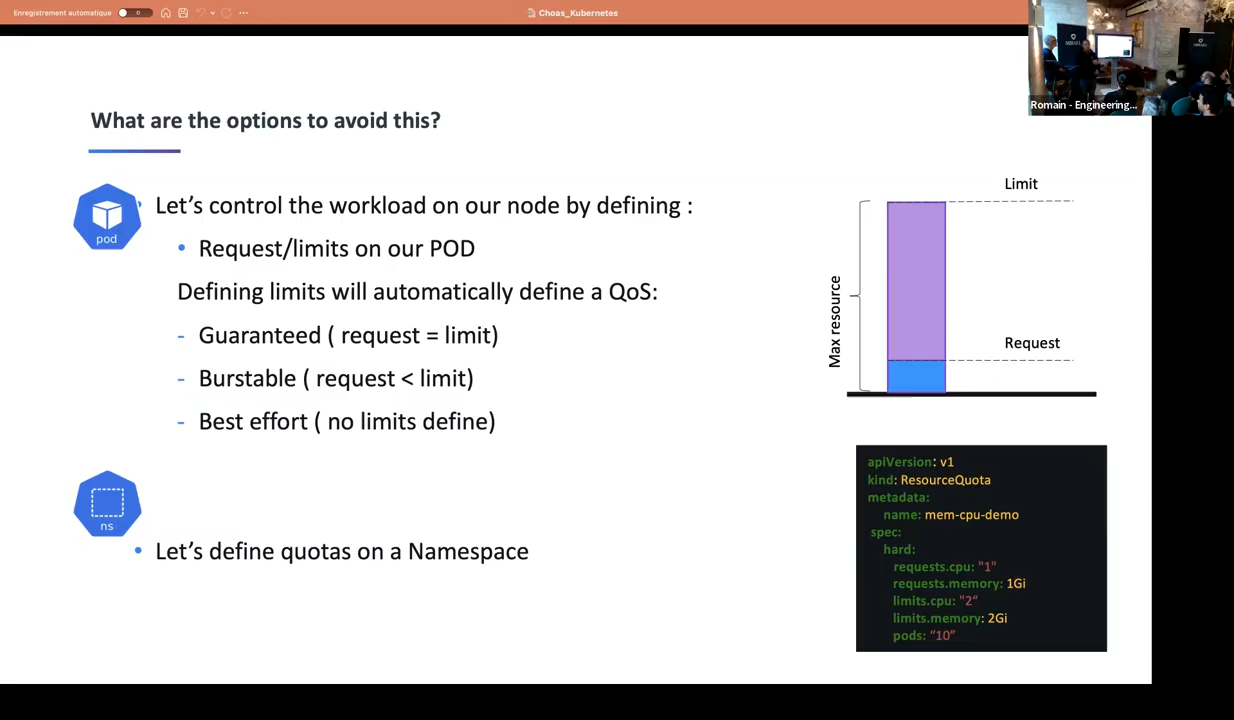 Enregistrement automatique
Choas_Kubernetes
Romain - Engineering...
What are the options to avoid this?
pod
• Let's control the workload on our node by defining :
• Request/limits on our POD
Defining limits will automatically define a QoS:
- Guaranteed ( request = limit)
- Burstable ( request < limit)
- Best effort ( no limits define)
ns
• Let's define quotas on a Namespace
Limit
Max resource
Request
apiVersion: v1
kind: ResourceQuota
metadata:
name: mem-cpu-demo
spec:
hard:
requests.cpu: "1"
requests.memory: 1Gi
limits.cpu: "2"
limits.memory: 2Gi
pods: "10"